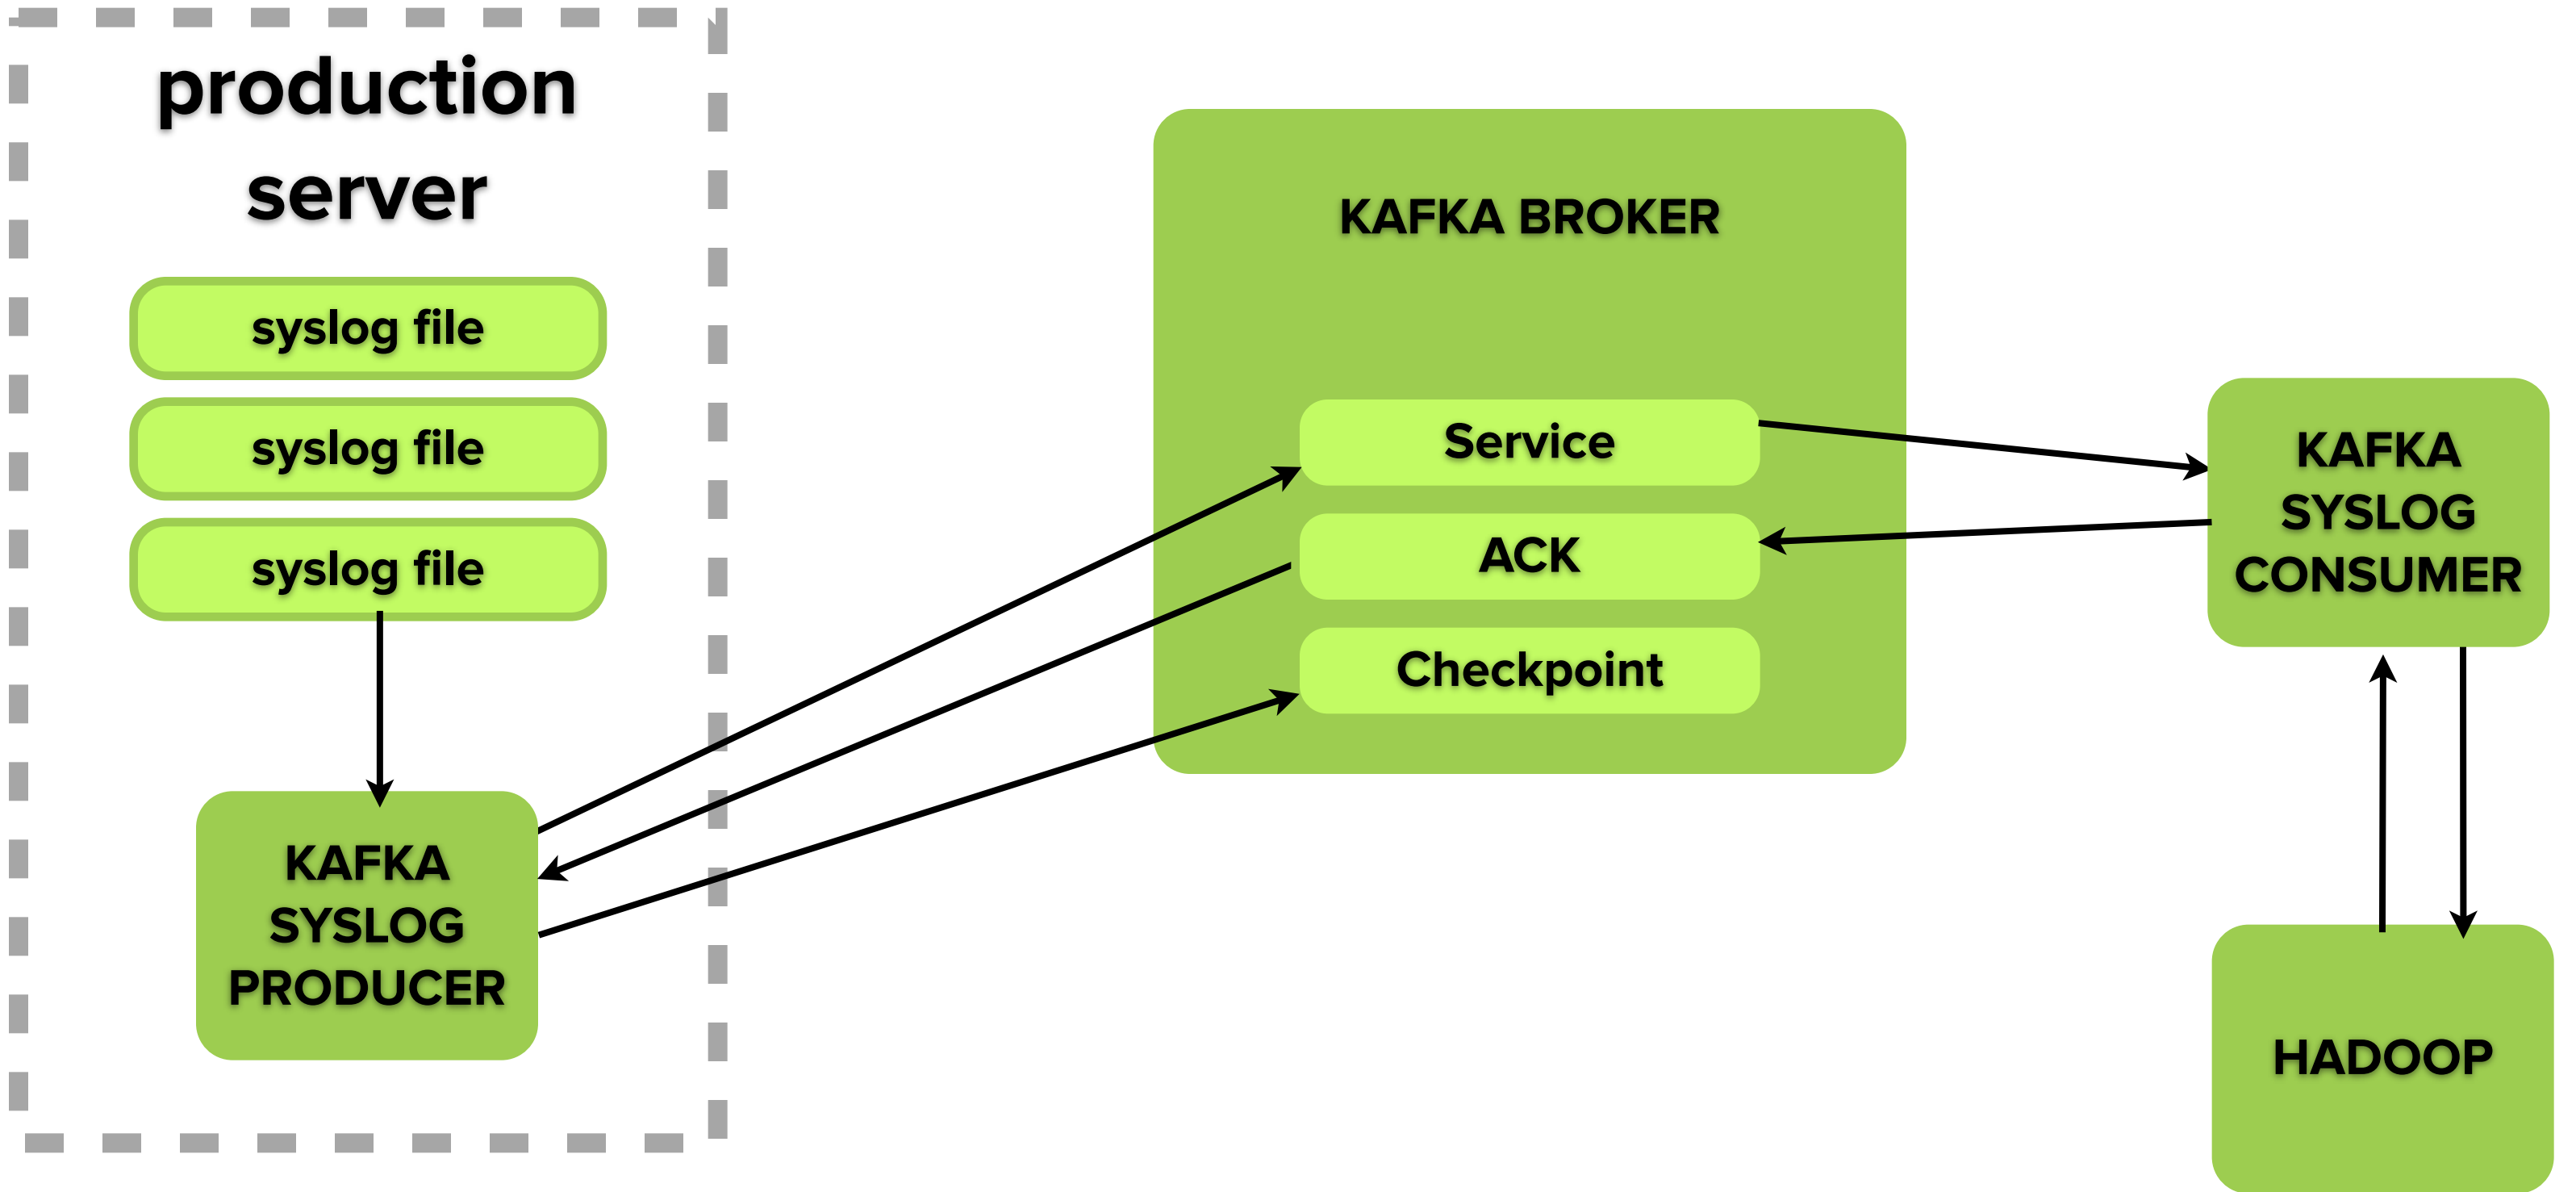 production
server
syslog file
syslog file
syslog file
KAFKA
SYSLOG
PRODUCER
KAFKA BROKER
Service
ACK
Checkpoint
KAFKA
SYSLOG
CONSUMER
HADOOP